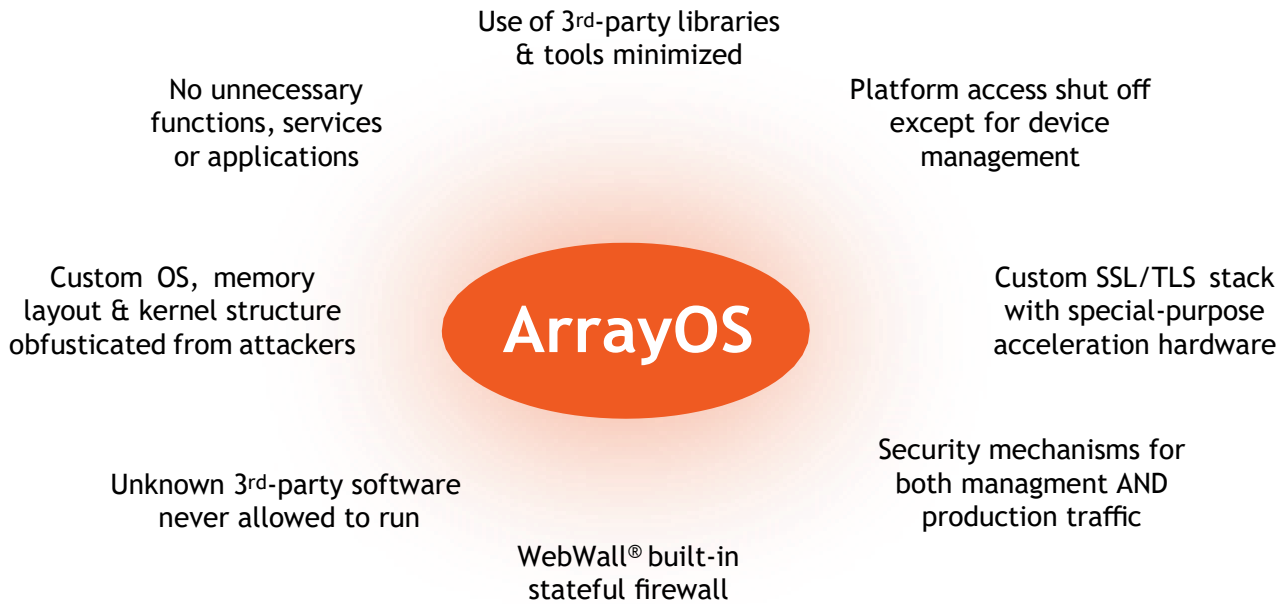 Use of 3rd-party libraries
& tools minimized
No unnecessary
functions, services
or applications
Platform access shut off
except for device
management
Custom OS, memory
layout & kernel structure
obfusticated from attackers
ArrayOS
Custom SSL/TLS stack
with special-purpose
acceleration hardware
Unknown 3rd-party software
never allowed to run
Security mechanisms for
both managment AND
production traffic
WebWall® built-in
stateful firewall